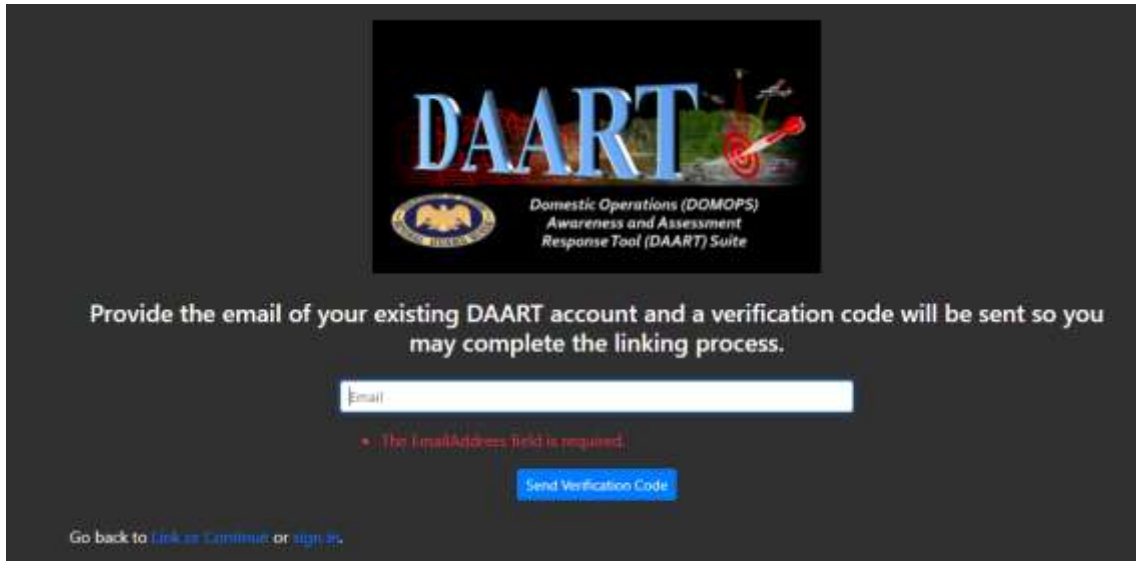 DAART
Domestic Operations (DOMOPS)
Awareness and Assessment
Response Tool (DAART) Suite
Provide the email of your existing DAART account and a verification code will be sent so you
may complete the linking process.
Email
• The EmailAddress field is required.
Send Verification Code
Go back to Link or Continue or sign in.